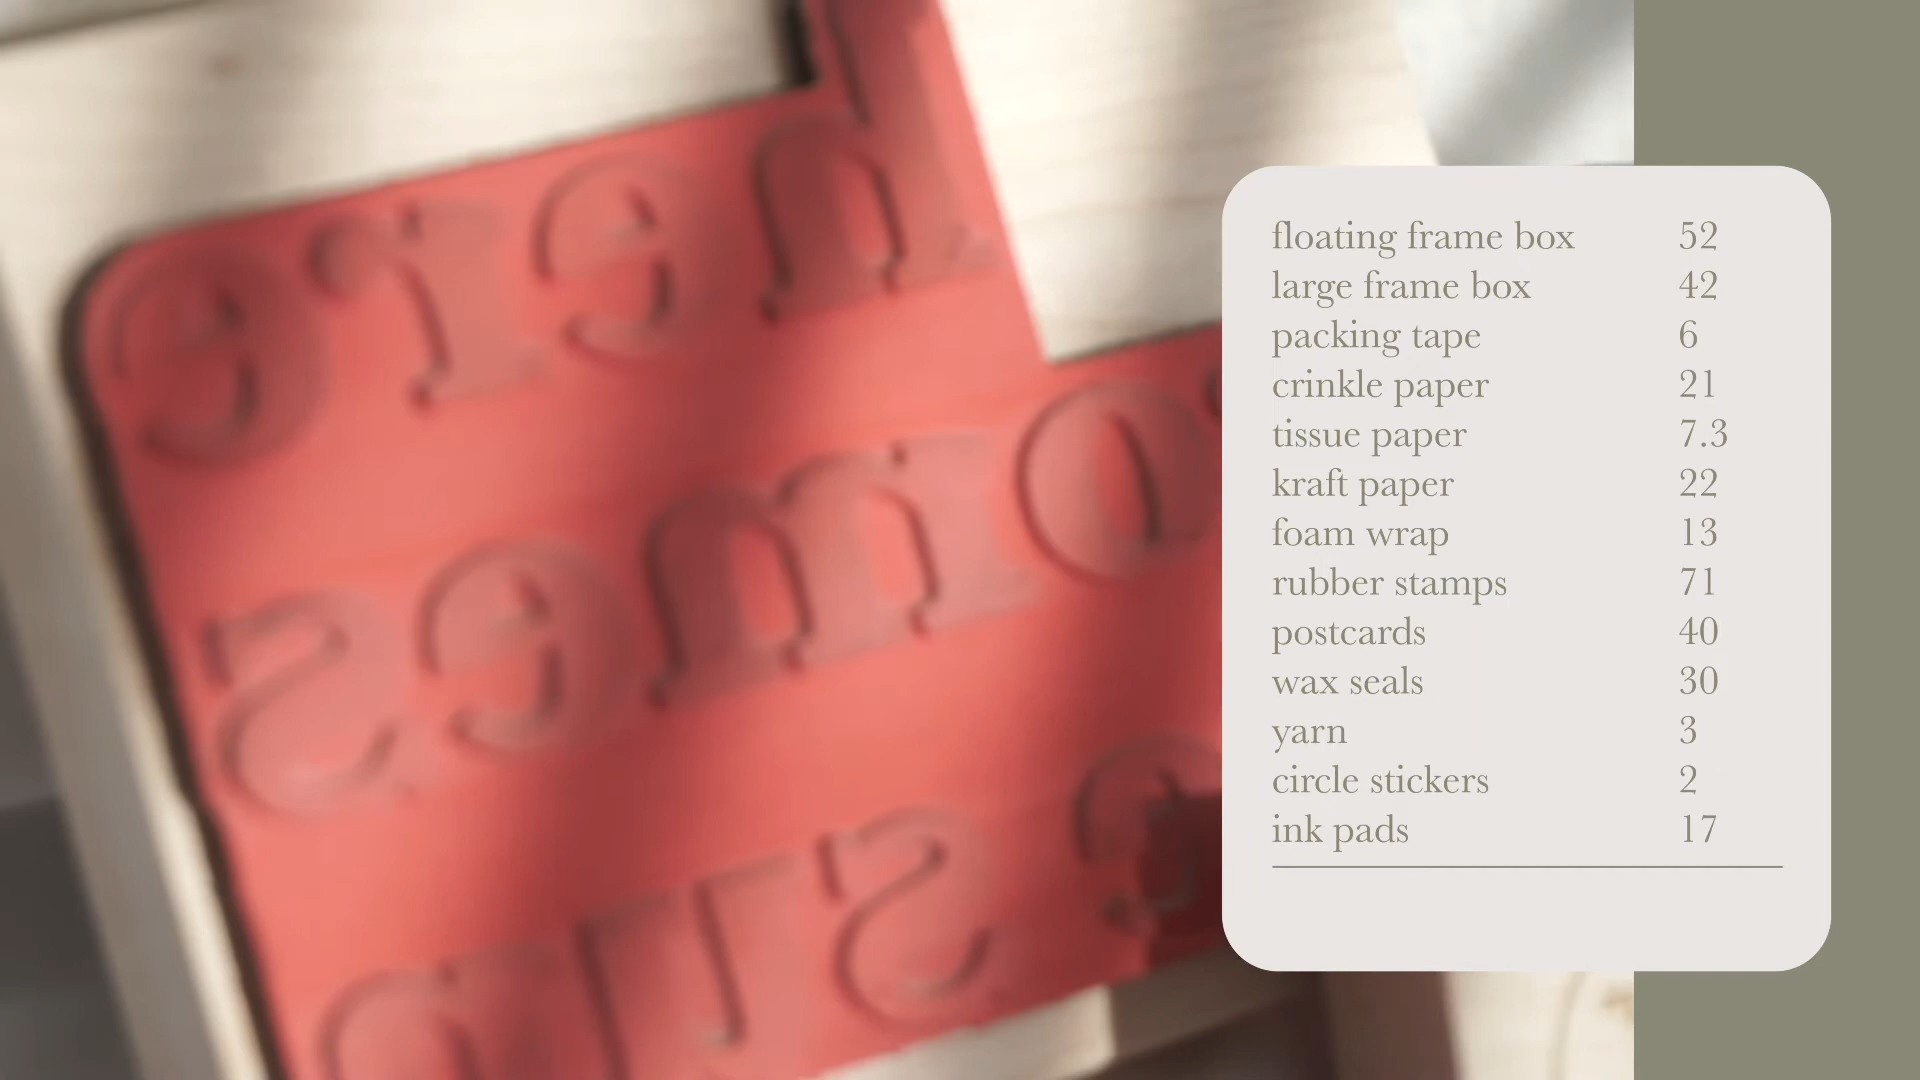 floating frame box 52
large frame box 42
packing tape 6
crinkle paper 21
tissue paper 7.3
kraft paper 22
foam wrap 13
rubber stamps 71
postcards 40
wax seals 30
yarn 3
circle stickers 2
ink pads 17